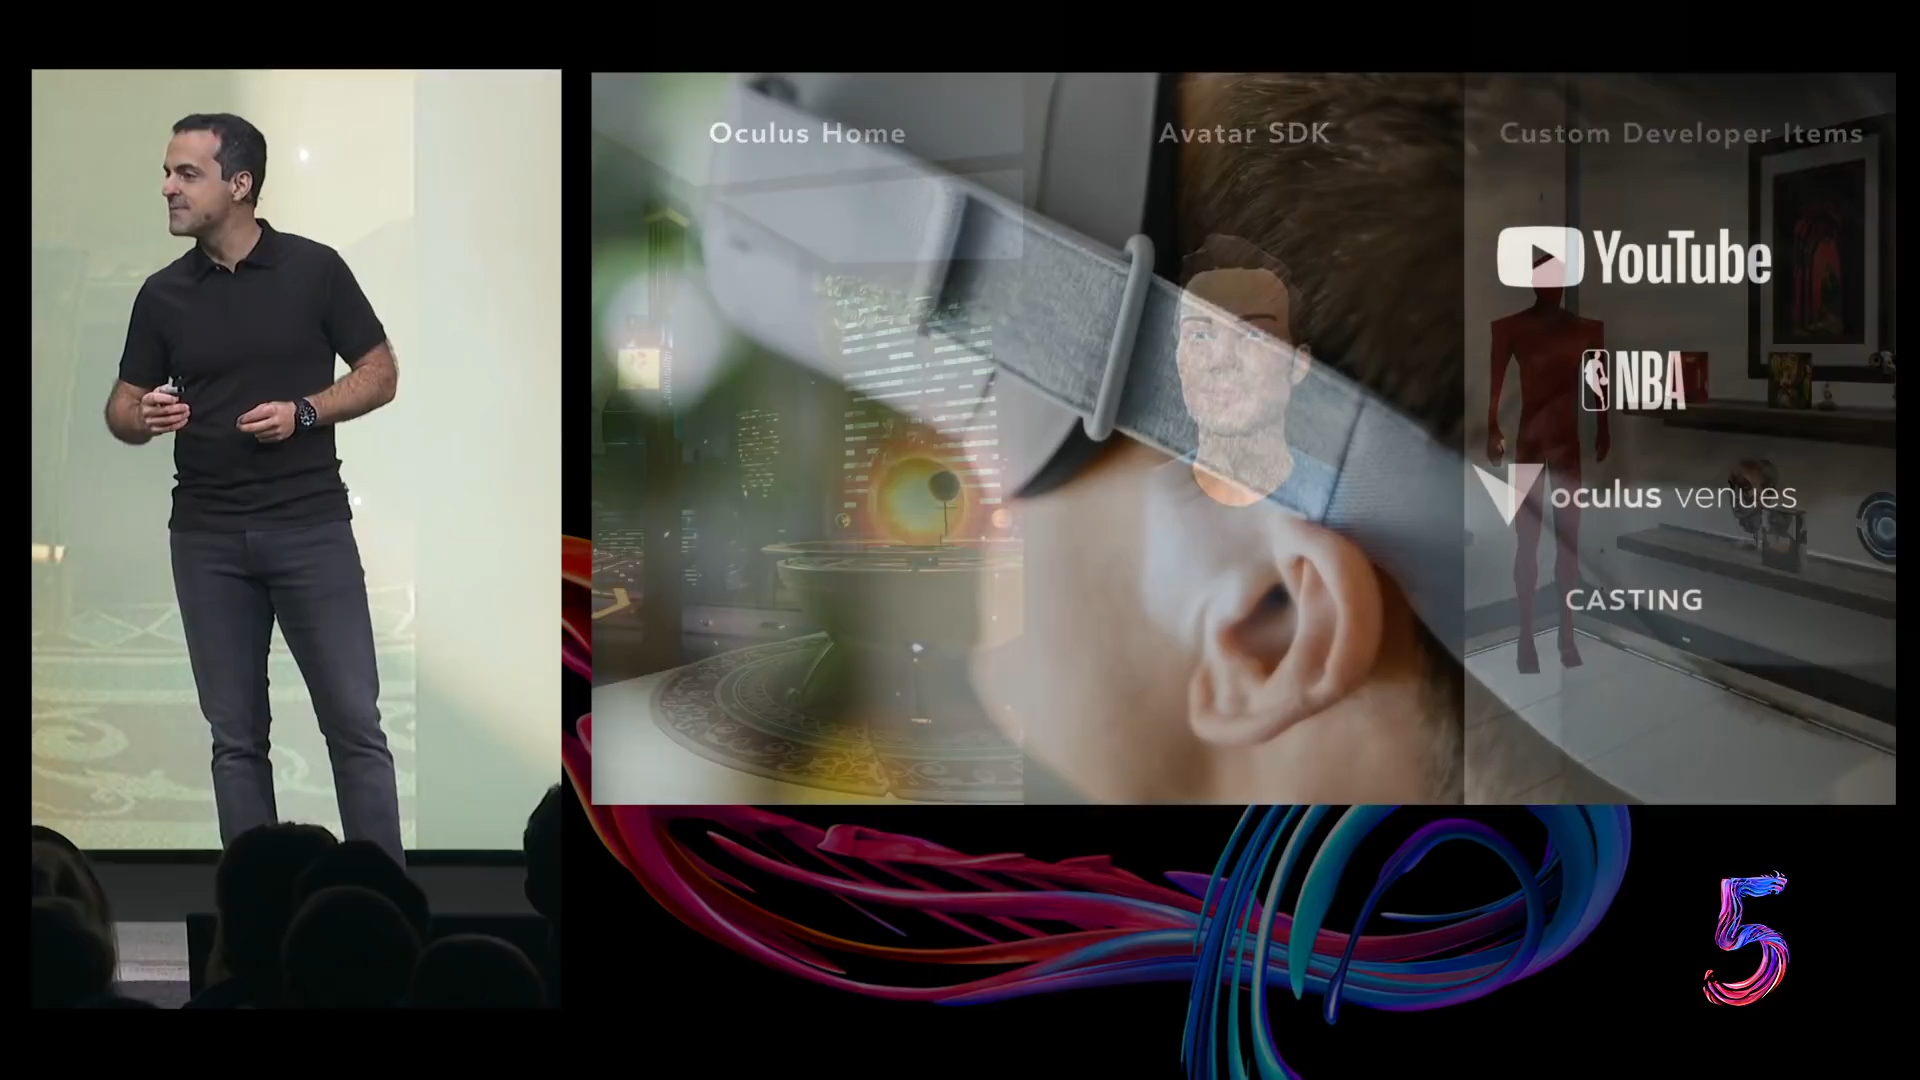 Oculus Home
Avatar SDK
Custom Developer Items
YouTube
NBA
oculus venues
CASTING
5